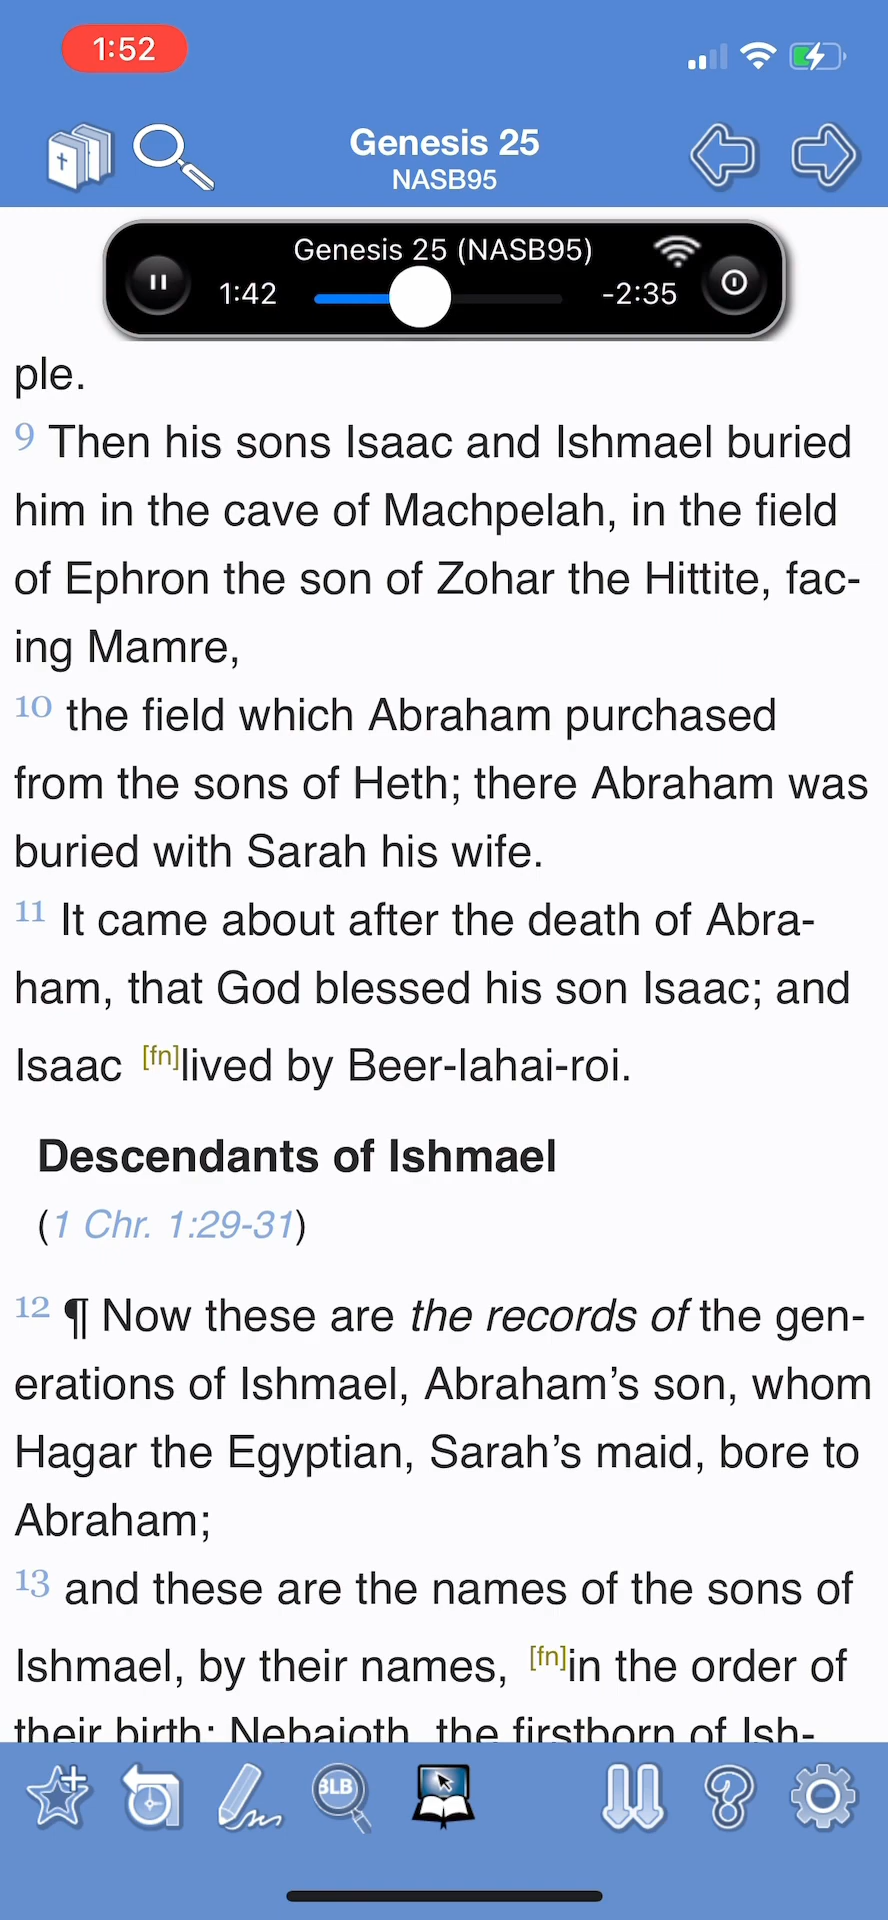 1:52
Genesis 25
NASB95
Genesis 25 (NASB95)
1:42
-2:35
ple.
9 Then his sons Isaac and Ishmael buried
him in the cave of Machpelah, in the field
of Ephron the son of Zohar the Hittite, fac-
ing Mamre,
10 the field which Abraham purchased
from the sons of Heth; there Abraham was
buried with Sarah his wife.
11 It came about after the death of Abra-
ham, that God blessed his son Isaac; and
Isaac [fn]lived by Beer-lahai-roi.
Descendants of Ishmael
(1 Chr. 1:29-31)
12 ¶ Now these are the records of the gen-
erations of Ishmael, Abraham’s son, whom
Hagar the Egyptian, Sarah’s maid, bore to
Abraham;
13 and these are the names of the sons of
Ishmael, by their names, [fn]in the order of
their birth: Nebaioth, the firstborn of Ish-
BLB